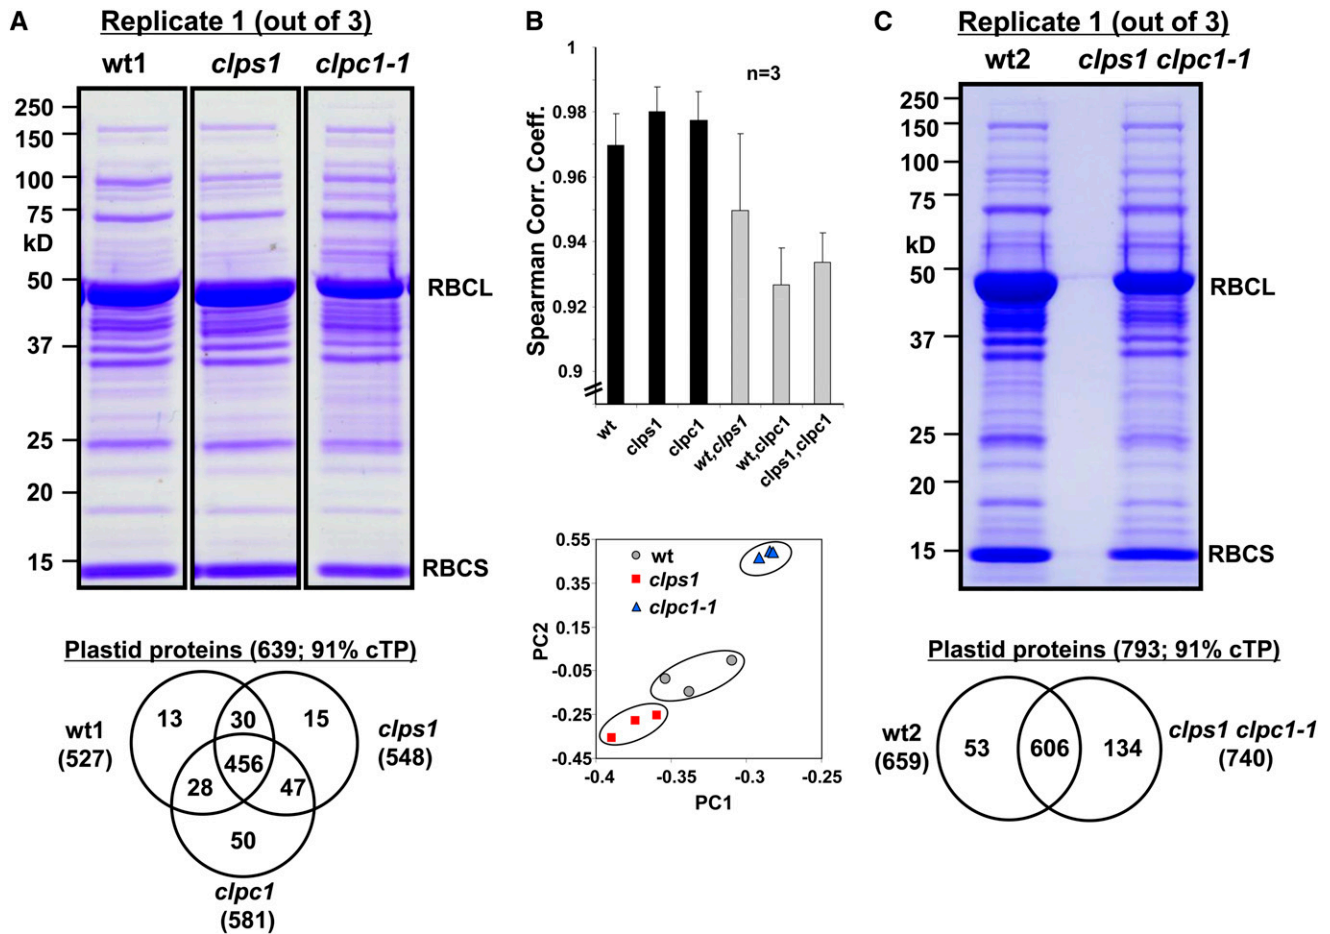 A
Replicate 1 (out of 3)
wt1
clps1
clpc1-1
250
150
100
75
kD
50
37
25
20
15
RBCL
RBCS
Plastid proteins (639; 91% cTP)
wt1
(527)
13
30
15
clps1
(548)
456
28
47
50
clpc1
(581)
B
n=3
Spearman Corr. Coeff.
1
0.98
0.96
0.94
0.92
0.9
wt
clps1
clpc1
wt,clps1
wt,clpc1
clps1,clpc1
wt
clps1
clpc1-1
PC2
0.55
0.35
0.15
-0.05
-0.25
-0.45
-0.4
-0.35
-0.3
-0.25
PC1
C
Replicate 1 (out of 3)
wt2
clps1 clpc1-1
250
150
100
75
kD
50
37
25
20
15
RBCL
RBCS
Plastid proteins (793; 91% cTP)
wt2
(659)
53
606
134
clps1 clpc1-1
(740)